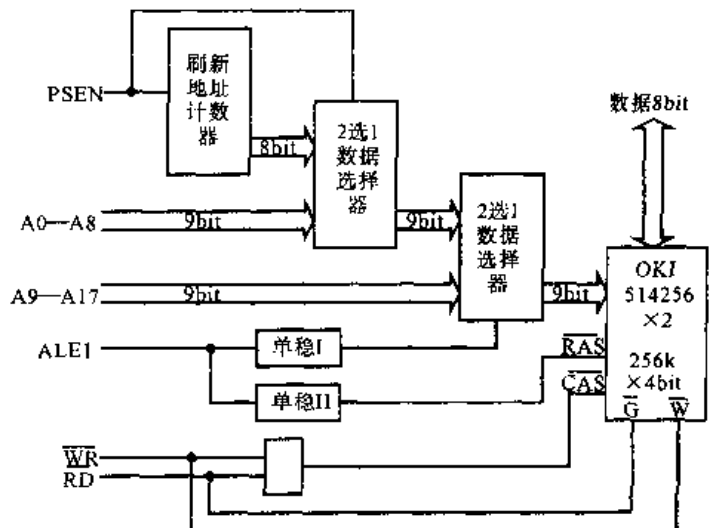 PSEN
刷新
地址
计数
器
8bit
2选1
数据
选择
器
A0—A8
9bit
9bit
2选1
数据
选择
器
A9—A17
9bit
9bit
数据8bit
OKI
514256
×2
256k
×4bit
G W
RAS
CAS
ALE1
单稳I
单稳II
WR
RD